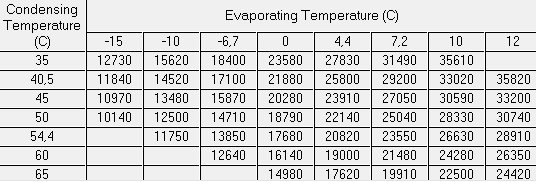 Condensing Temperature (C) Evaporating Temperature (C)
-15 -10 -6,7 0 4,4 7,2 10 12
35 12730 15620 18400 23580 27830 31490 35610
40,5 11840 14520 17100 21880 25800 29200 33020 35820
45 10970 13480 15870 20280 23910 27050 30590 33200
50 10140 12500 14710 18790 22140 25040 28330 30740
54,4 11750 13850 17680 20820 23550 26630 28910
60 12640 16140 19000 21480 24280 26350
65 14980 17620 19910 22500 24420